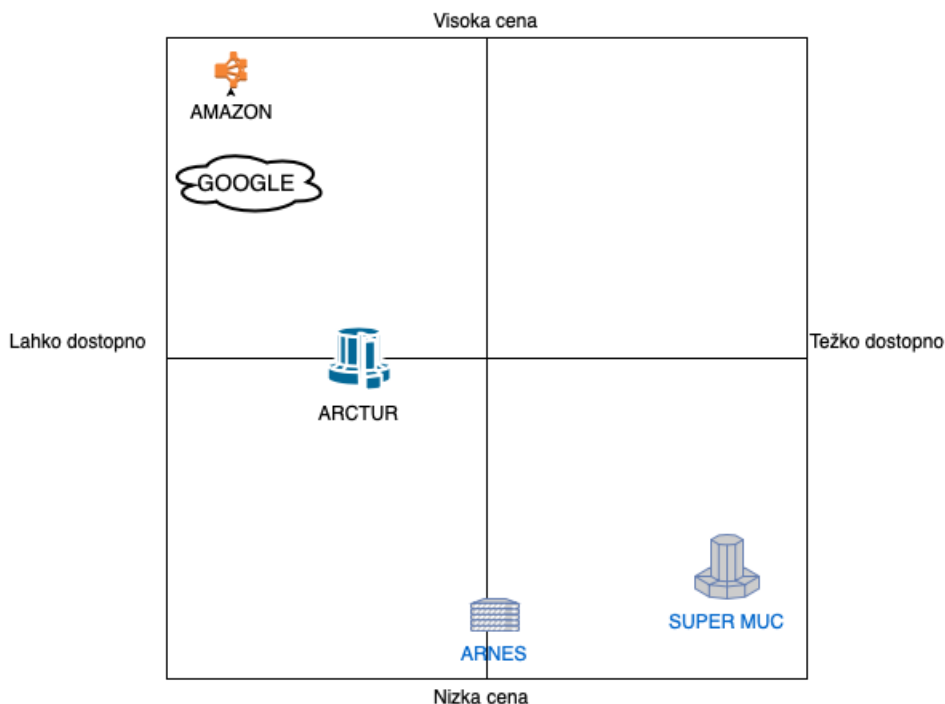 Visoka cena
AMAZON
GOOGLE
Lahko dostopno
Težko dostopno
ARCTUR
SUPER MUC
ARNES
Nizka cena